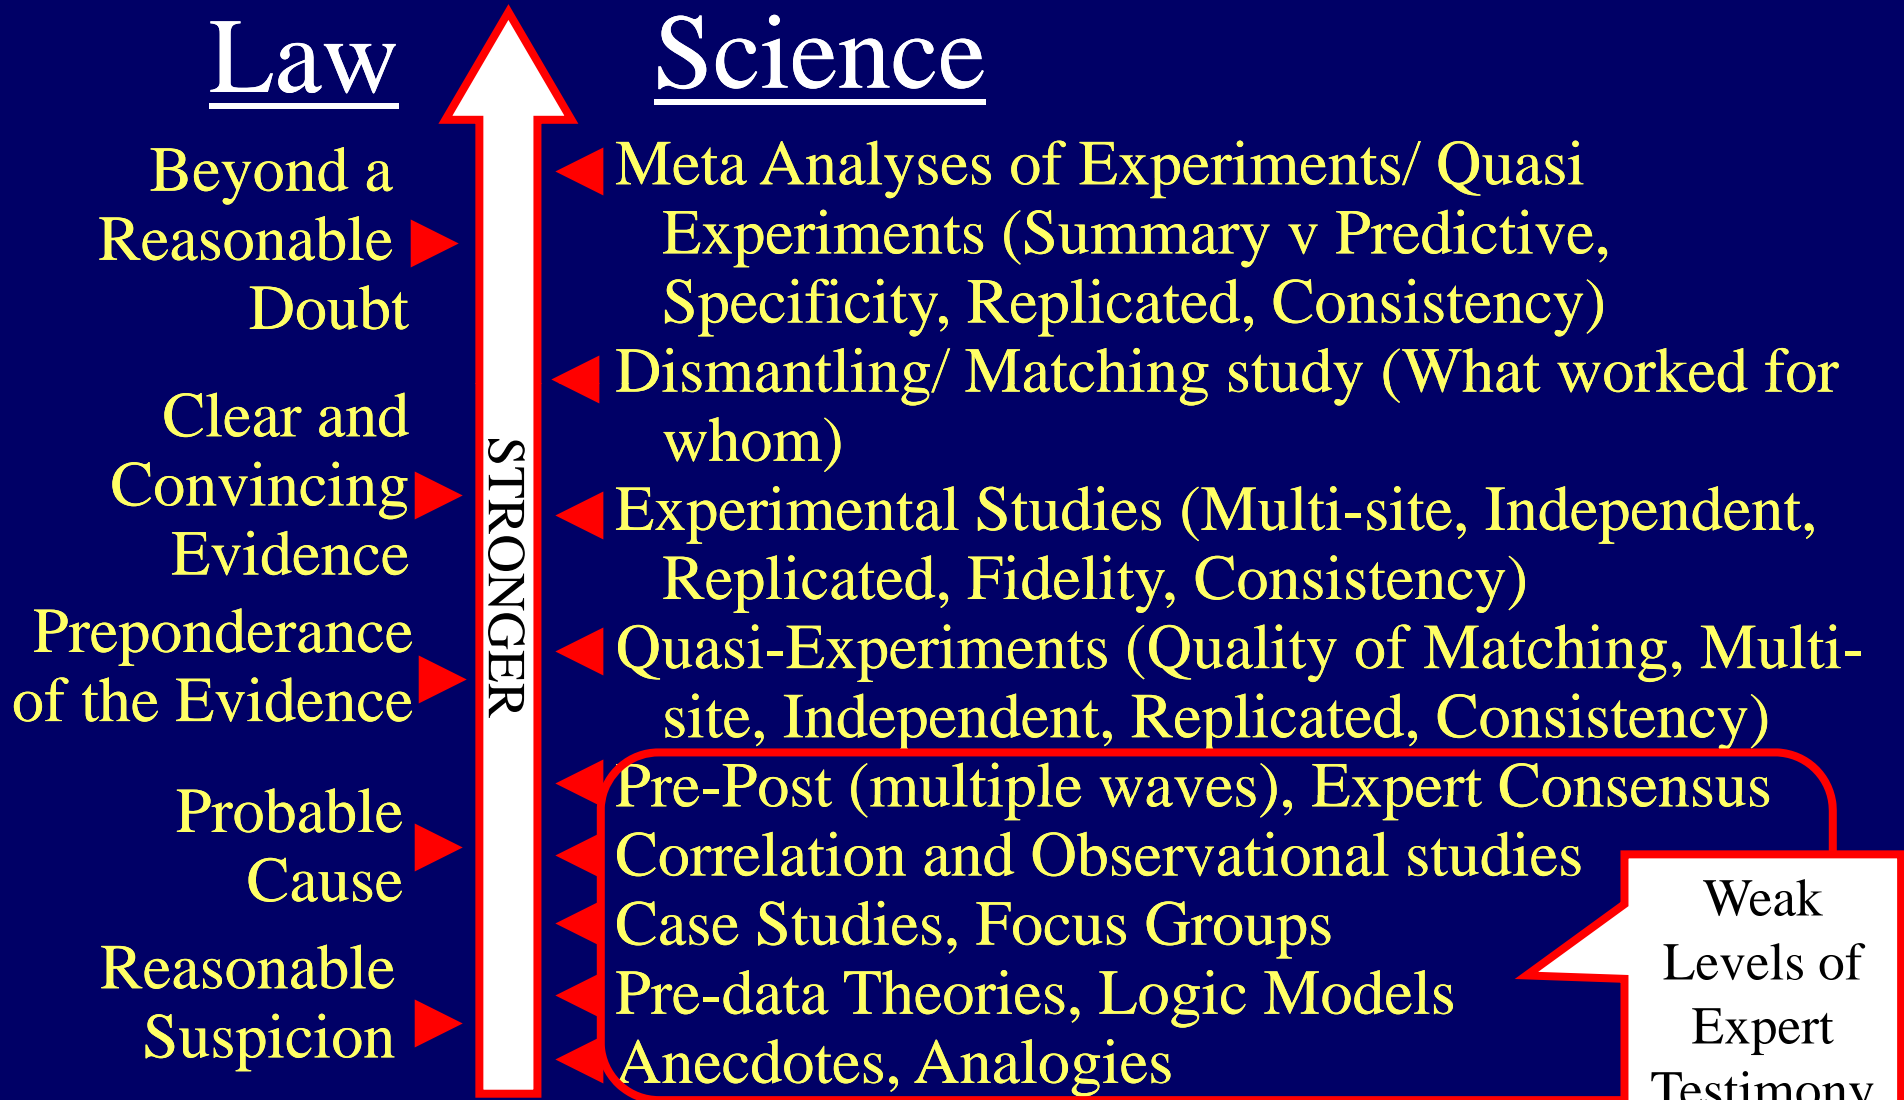 Law
Science
Beyond a
Reasonable
Doubt
Clear and
Convincing
Evidence
Preponderance
of the Evidence
Probable
Cause
Reasonable
Suspicion
STRONGER
Meta Analyses of Experiments/ Quasi
Experiments (Summary v Predictive,
Specificity, Replicated, Consistency)
Dismantling/ Matching study (What worked for
whom)
Experimental Studies (Multi-site, Independent,
Replicated, Fidelity, Consistency)
Quasi-Experiments (Quality of Matching, Multi-
site, Independent, Replicated, Consistency)
Pre-Post (multiple waves), Expert Consensus
Correlation and Observational studies
Case Studies, Focus Groups
Pre-data Theories, Logic Models
Anecdotes, Analogies
Weak
Levels of
Expert
Testimony